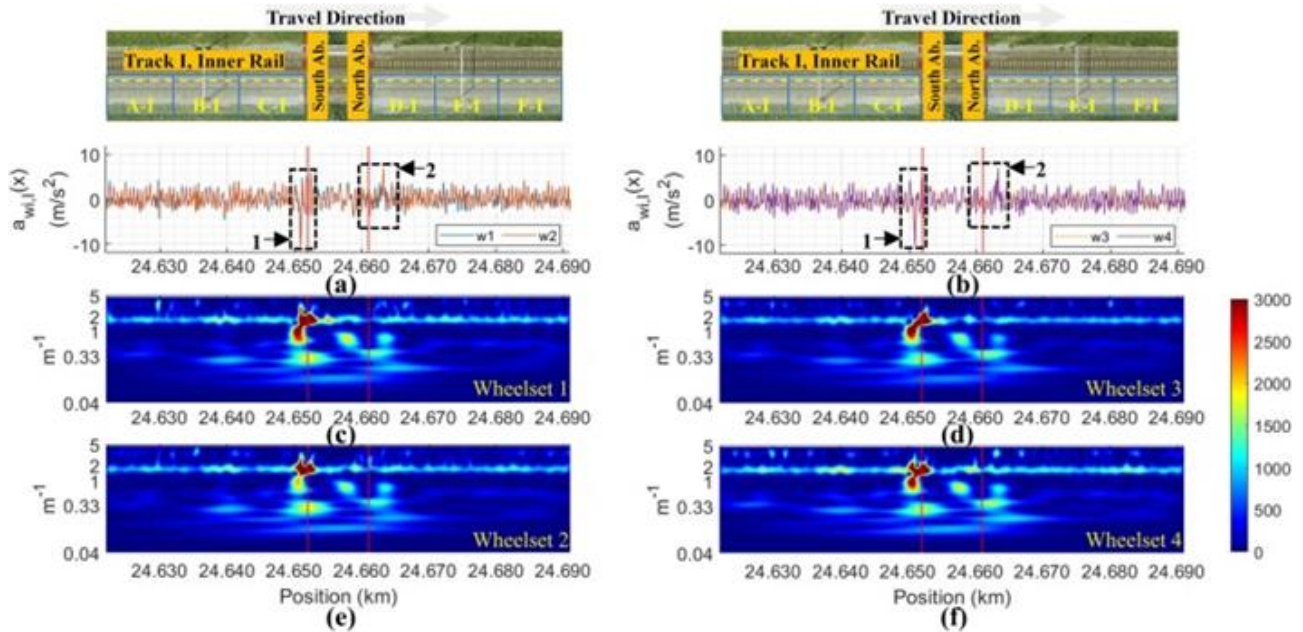 Travel Direction
Track I, Inner Rail
South Ab.
North Ab.
A-I
B-I
C-I
D-I
E-I
F-I
Travel Direction
Track I, Inner Rail
South Ab.
North Ab.
A-I
B-I
C-I
D-I
E-I
F-I
a_wi,l(x)
(m/s²)
10
0
-10
1
2
w1
w2
24.630 24.640 24.650 24.660 24.670 24.680 24.690
(a)
a_wi,l(x)
(m/s²)
10
0
-10
1
2
w3
w4
24.630 24.640 24.650 24.660 24.670 24.680 24.690
(b)
m⁻¹
5
2
1
0.33
0.04
Wheelset 1
24.630 24.640 24.650 24.660 24.670 24.680 24.690
(c)
m⁻¹
5
2
1
0.33
0.04
Wheelset 3
24.630 24.640 24.650 24.660 24.670 24.680 24.690
(d)
m⁻¹
5
2
1
0.33
0.04
Wheelset 2
24.630 24.640 24.650 24.660 24.670 24.680 24.690
Position (km)
(e)
m⁻¹
5
2
1
0.33
0.04
Wheelset 4
24.630 24.640 24.650 24.660 24.670 24.680 24.690
Position (km)
(f)
3000
2500
2000
1500
1000
500
0